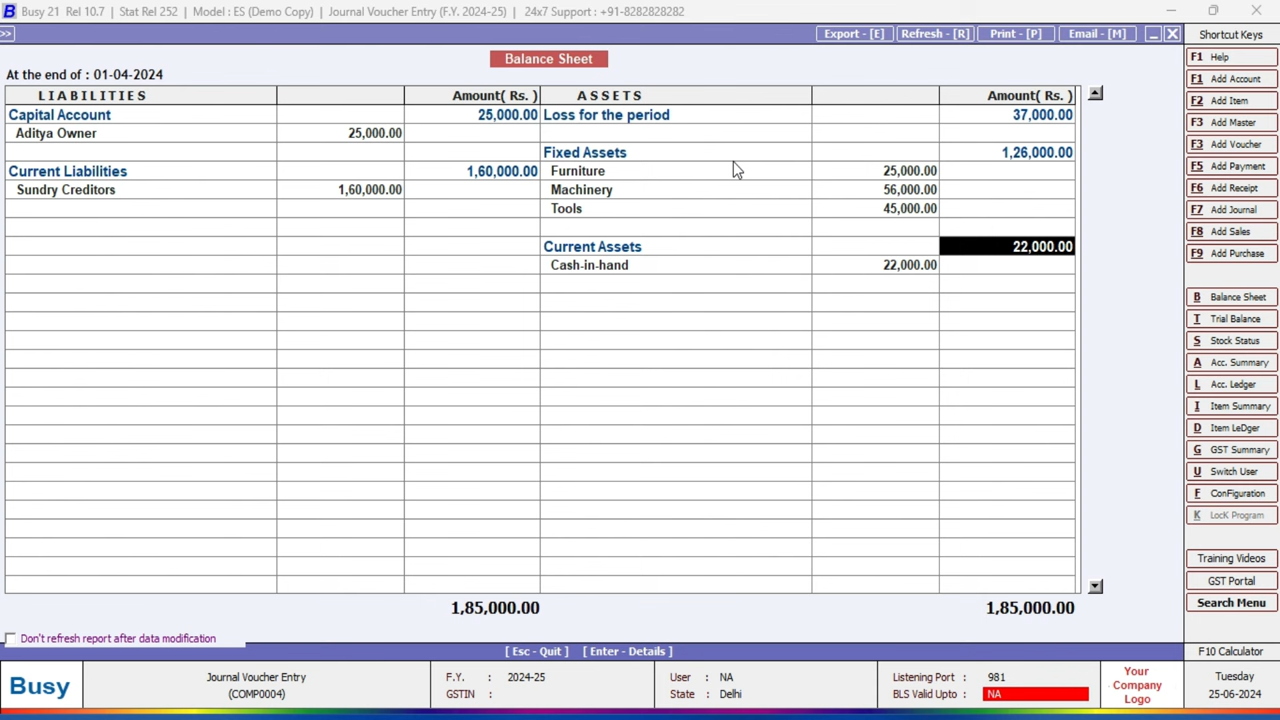 B Busy 21 Rel 10.7 | Stat Rel 252 | Model : ES (Demo Copy) | Journal Voucher Entry (F.Y. 2024-25) | 24x7 Support : +91-8282828282
>> Export - [E] Refresh - [R] Print - [P] Email - [M]
Shortcut Keys
Balance Sheet
At the end of : 01-04-2024
LIABILITIES Amount( Rs. ) ASSETS Amount( Rs. )
Capital Account 25,000.00 Loss for the period 37,000.00
Aditya Owner 25,000.00
Fixed Assets 1,26,000.00
Current Liabilities 1,60,000.00 Furniture 25,000.00
Sundry Creditors 1,60,000.00 Machinery 56,000.00
Tools 45,000.00
Current Assets 22,000.00
Cash-in-hand 22,000.00
1,85,000.00 1,85,000.00
Don't refresh report after data modification
[ Esc - Quit ] [ Enter - Details ]
F1 Help
F1 Add Account
F2 Add Item
F3 Add Master
F3 Add Voucher
F5 Add Payment
F6 Add Receipt
F7 Add Journal
F8 Add Sales
F9 Add Purchase
B Balance Sheet
T Trial Balance
S Stock Status
A Acc. Summary
L Acc. Ledger
I Item Summary
D Item LeDger
G GST Summary
U Switch User
F ConFiguration
K LocK Program
Training Videos
GST Portal
Search Menu
F10 Calculator
Busy
Journal Voucher Entry
(COMP0004)
F.Y. : 2024-25
GSTIN :
User : NA
State : Delhi
Listening Port : 981
BLS Valid Upto : NA
Your
Company
Logo
Tuesday
25-06-2024